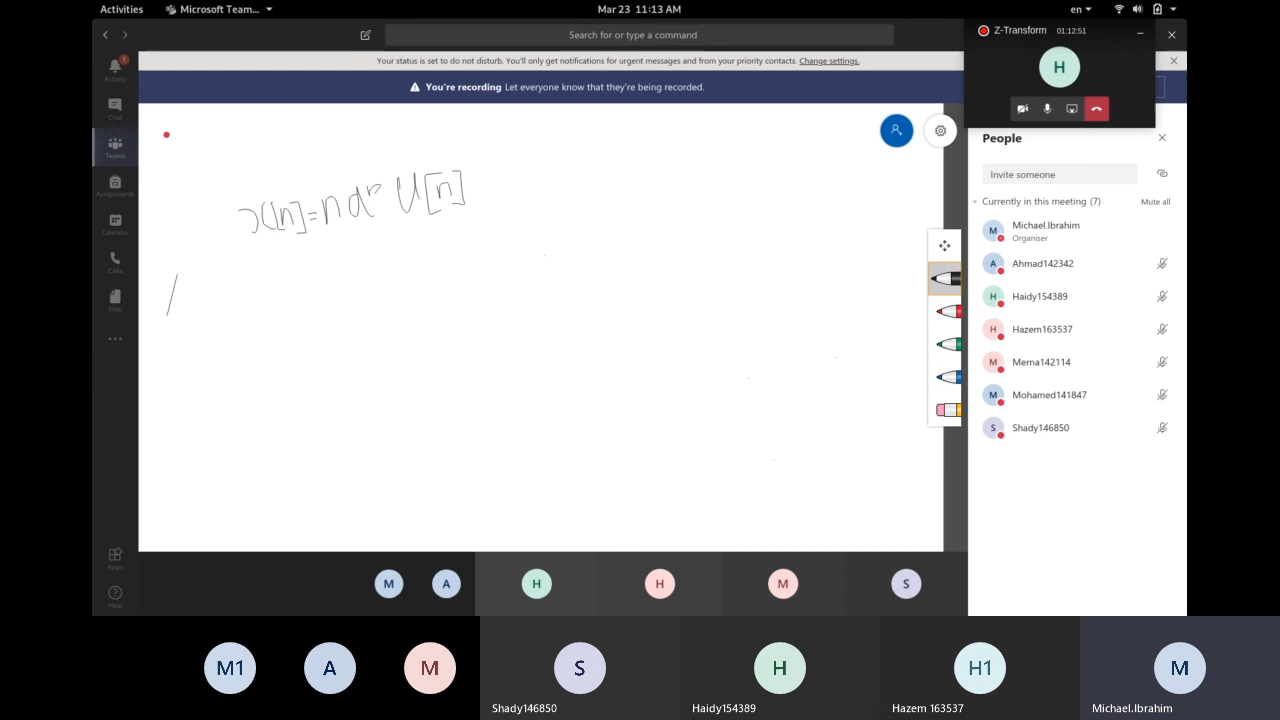 Activities
Microsoft Team...
Mar 23 11:13 AM
en
Search for or type a command
Z-Transform 01:12:51
H
Your status is set to do not disturb. You'll only get notifications for urgent messages and from your priority contacts. Change settings.
You're recording Let everyone know that they're being recorded.
1
Activity
Chat
Teams
Assignments
Calendar
Calls
Files
Apps
Help
x[n]=n α^n U[n]
People
Invite someone
Currently in this meeting (7)
Mute all
M Michael.Ibrahim
Organiser
A Ahmad142342
H Haidy154389
H Hazem163537
M Merna142114
M Mohamed141847
S Shady146850
M A H H M S
M1 A M S H H1 M
Shady146850 Haidy154389 Hazem 163537 Michael.Ibrahim